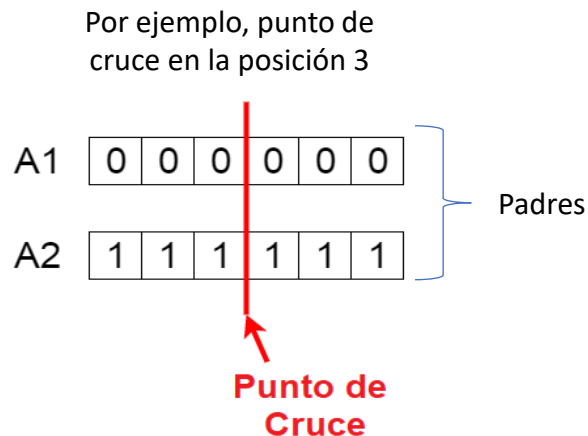 Por ejemplo, punto de
cruce en la posición 3
A1 0 0 0 0 0 0
Padres
A2 1 1 1 1 1 1
Punto de
Cruce